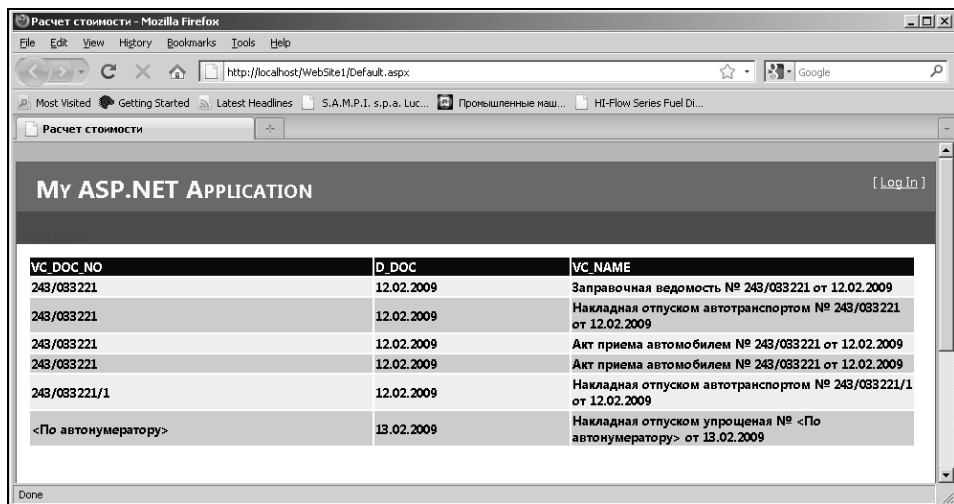 Расчет стоимости - Mozilla Firefox
File Edit View History Bookmarks Tools Help
http://localhost/WebSite1/Default.aspx
Google
Most Visited Getting Started Latest Headlines S.A.M.P.I. s.p.a. Luc... Промышленные маш... HI-Flow Series Fuel Di...
Расчет стоимости
MY ASP.NET APPLICATION
[ Log In ]
VC_DOC_NO D_DOC VC_NAME
243/033221 12.02.2009 Заправочная ведомость № 243/033221 от 12.02.2009
243/033221 12.02.2009 Накладная отпуском автотранспортом № 243/033221
от 12.02.2009
243/033221 12.02.2009 Акт приема автомобилем № 243/033221 от 12.02.2009
243/033221 12.02.2009 Акт приема автомобилем № 243/033221 от 12.02.2009
243/033221/1 12.02.2009 Накладная отпуском автотранспортом № 243/033221/1
от 12.02.2009
<По автонумератору> 13.02.2009 Накладная отпуском упрощеная № <По
автонумератору> от 13.02.2009
Done